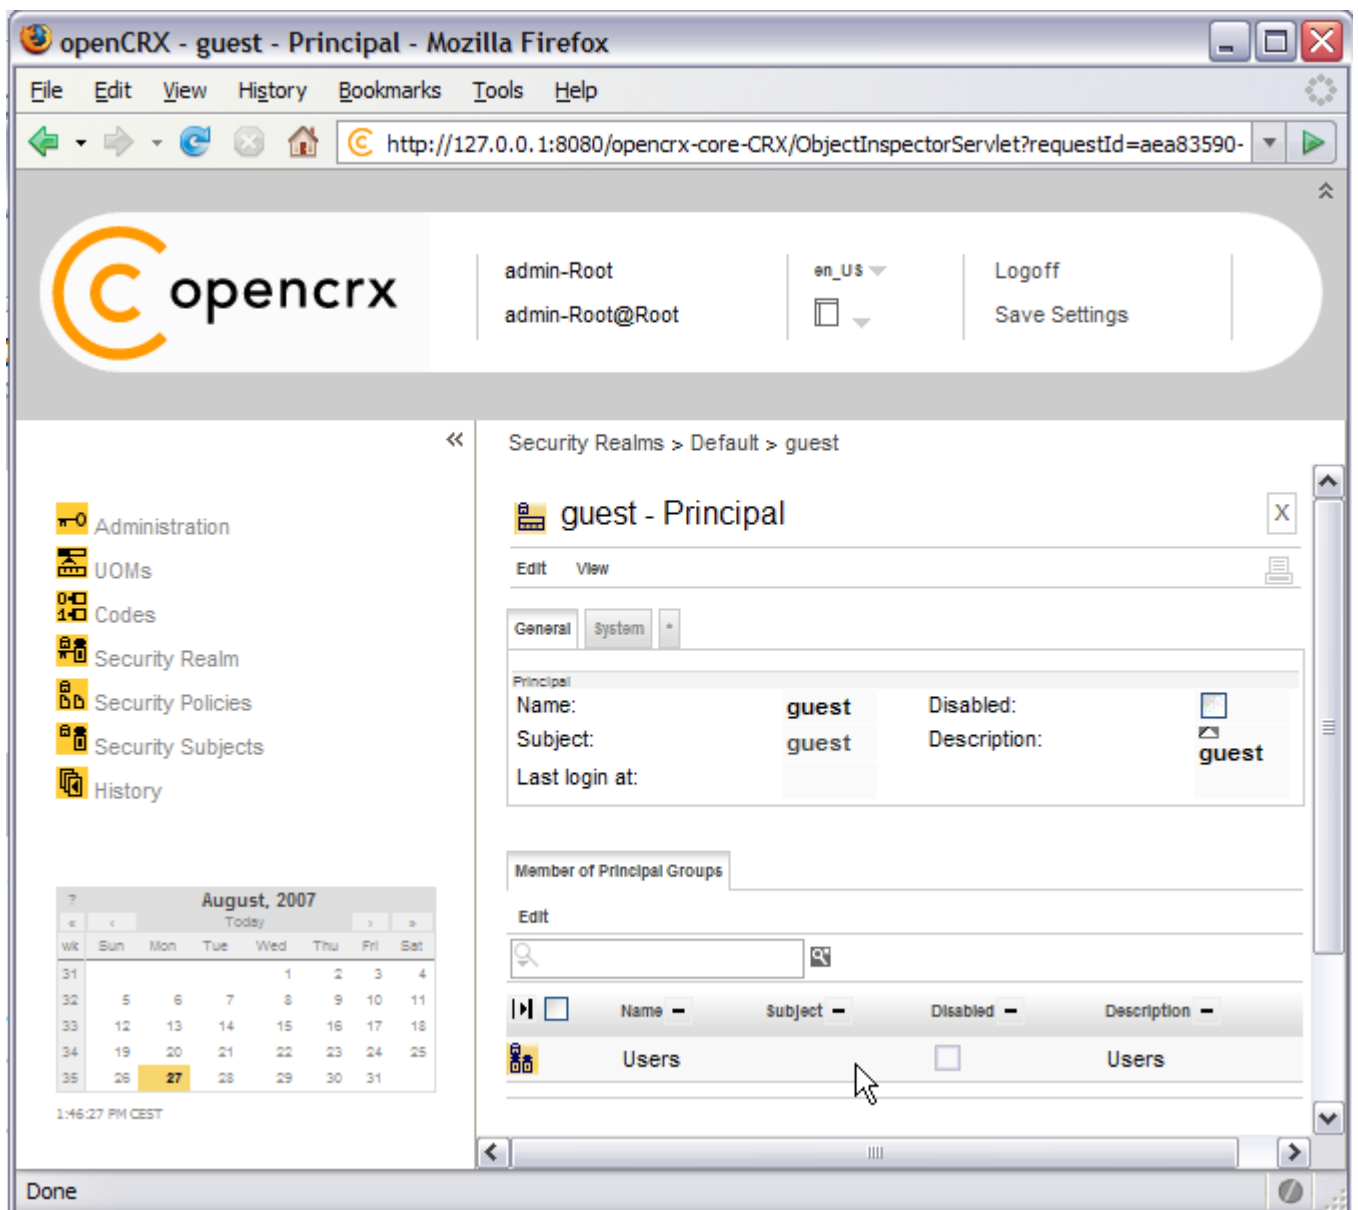 openCRX - guest - Principal - Mozilla Firefox
File Edit View History Bookmarks Tools Help
http://127.0.0.1:8080/opencrx-core-CRX/ObjectInspectorServlet?requestId=aea83590-
opencrx
admin-Root en_US Logoff
admin-Root@Root Save Settings
Security Realms > Default > guest
Administration
UOMs
Codes
Security Realm
Security Policies
Security Subjects
History
guest - Principal
X
Edit View
General System *
Principal
Name: guest Disabled:
Subject: guest Description: guest
Last login at:
Member of Principal Groups
Edit
Name Subject Disabled Description
Users Users
? August, 2007
« ‹ Today › »
wk Sun Mon Tue Wed Thu Fri Sat
31 1 2 3 4
32 5 6 7 8 9 10 11
33 12 13 14 15 16 17 18
34 19 20 21 22 23 24 25
35 26 27 28 29 30 31
1:46:27 PM CEST
Done